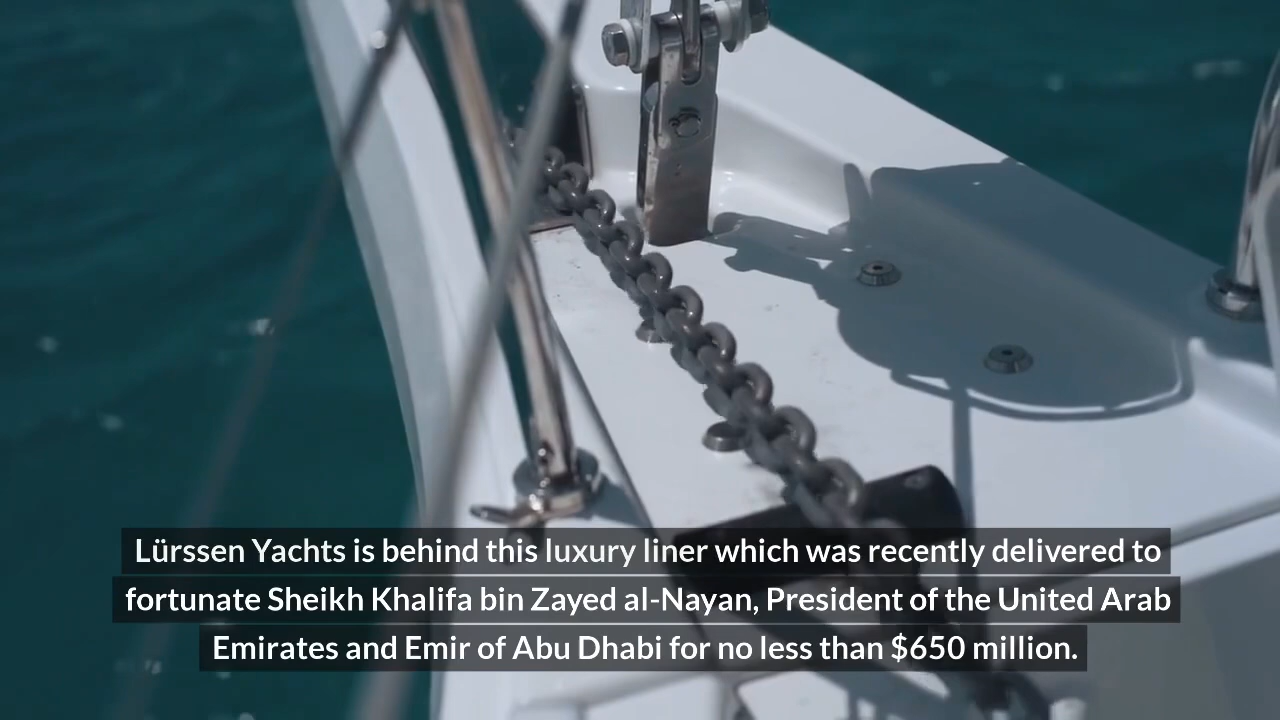 Lürssen Yachts is behind this luxury liner which was recently delivered to
fortunate Sheikh Khalifa bin Zayed al-Nayan, President of the United Arab
Emirates and Emir of Abu Dhabi for no less than $650 million.